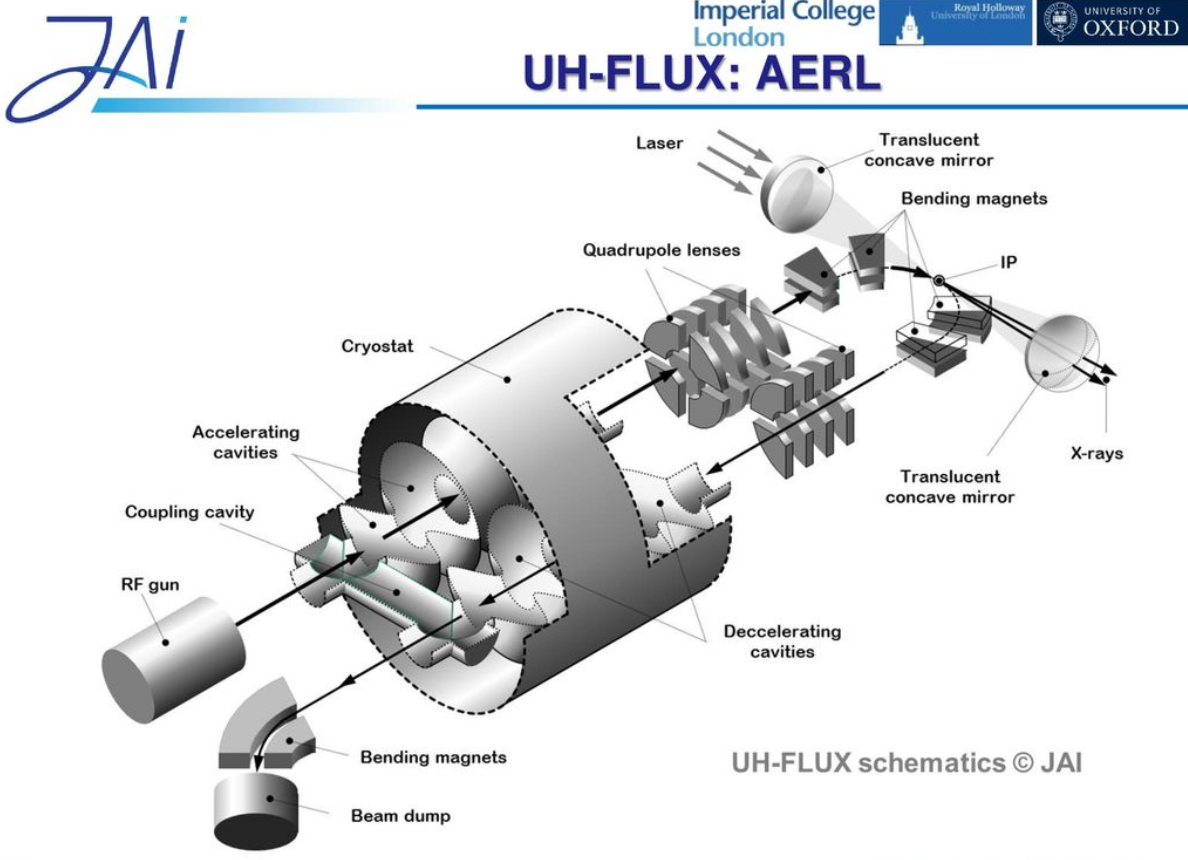 JAi
Imperial College
London
Royal Holloway
University of London
UNIVERSITY OF
OXFORD
UH-FLUX: AERL
Laser
Translucent
concave mirror
Bending magnets
Quadrupole lenses
IP
Cryostat
Accelerating
cavities
X-rays
Translucent
concave mirror
Coupling cavity
RF gun
Deccelerating
cavities
Bending magnets
UH-FLUX schematics © JAI
Beam dump